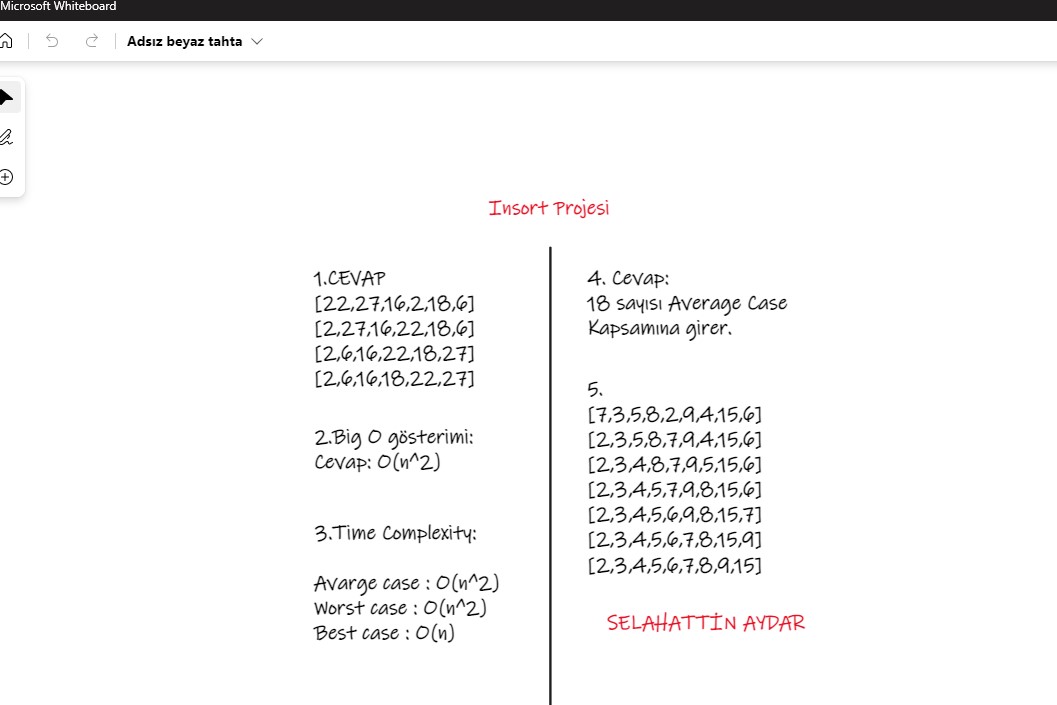 Microsoft Whiteboard
Adsız beyaz tahta
Insort Projesi
1.CEVAP
[22,27,16,2,18,6]
[2,27,16,22,18,6]
[2,6,16,22,18,27]
[2,6,16,18,22,27]
2.Big O gösterimi:
Cevap: O(n^2)
3.Time Complexity:
Avarge case : O(n^2)
Worst case : O(n^2)
Best case : O(n)
4. Cevap:
18 sayısı Average Case
Kapsamına girer.
5.
[7,3,5,8,2,9,4,15,6]
[2,3,5,8,7,9,4,15,6]
[2,3,4,8,7,9,5,15,6]
[2,3,4,5,7,9,8,15,6]
[2,3,4,5,6,9,8,15,7]
[2,3,4,5,6,7,8,15,9]
[2,3,4,5,6,7,8,9,15]
SELAHATTİN AYDAR